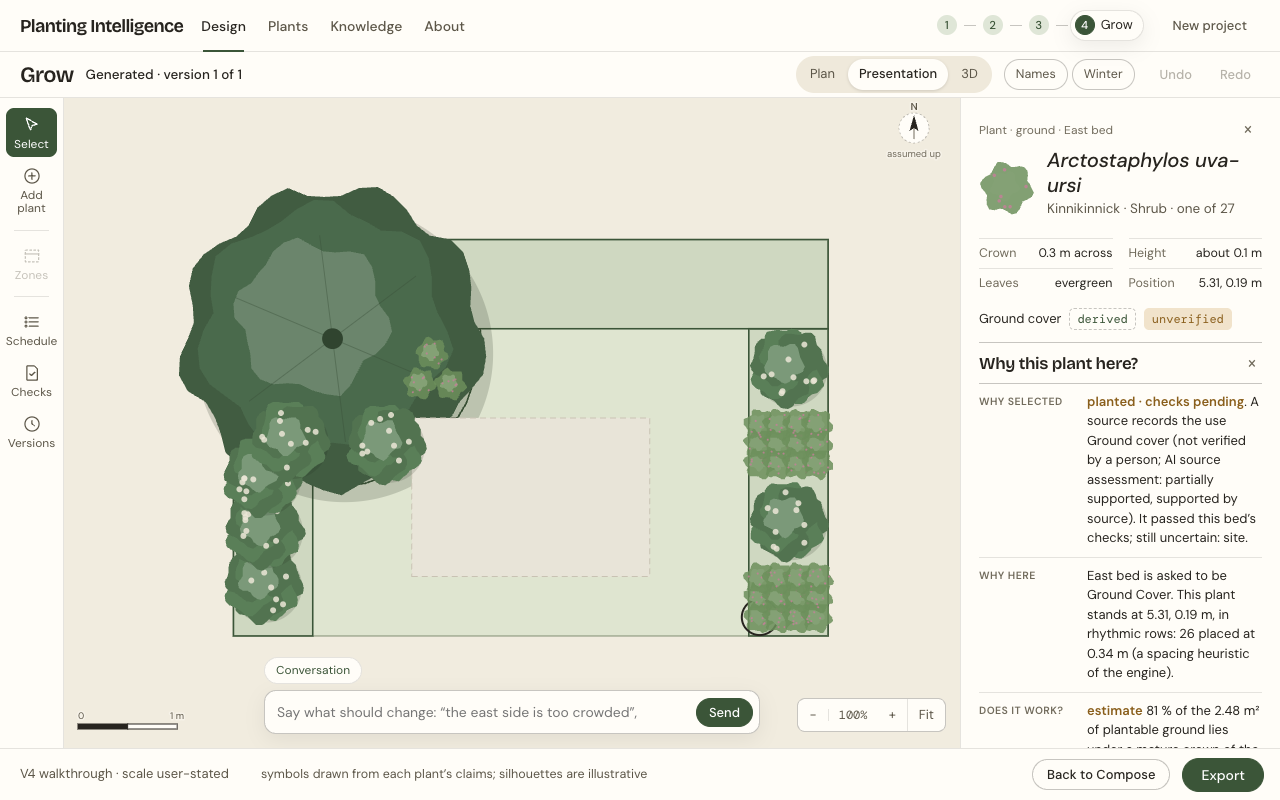 Planting Intelligence
Design
Plants
Knowledge
About
1
2
3
4
Grow
New project
Grow
Generated · version 1 of 1
Plan
Presentation
3D
Names
Winter
Undo
Redo
Select
Add plant
Zones
Schedule
Checks
Versions
N
assumed up
0
1 m
Conversation
Say what should change: “the east side is too crowded”,
Send
−
100%
+
Fit
Plant · ground · East bed
×
Arctostaphylos uva-
ursi
Kinnikinnick · Shrub · one of 27
Crown 0.3 m across
Height about 0.1 m
Leaves evergreen
Position 5.31, 0.19 m
Ground cover derived unverified
Why this plant here?
×
WHY SELECTED
planted · checks pending. A
source records the use
Ground cover (not verified
by a person; AI source
assessment: partially
supported, supported by
source). It passed this bed’s
checks; still uncertain: site.
WHY HERE
East bed is asked to be
Ground Cover. This plant
stands at 5.31, 0.19 m, in
rhythmic rows: 26 placed at
0.34 m (a spacing heuristic
of the engine).
DOES IT WORK?
estimate 81 % of the 2.48 m²
of plantable ground lies
under a mature crown of the
V4 walkthrough · scale user-stated
symbols drawn from each plant’s claims; silhouettes are illustrative
Back to Compose
Export